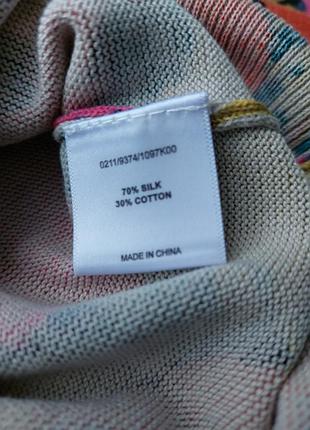 0211/9374/1097K00
70% SILK
30% COTTON
MADE IN CHINA